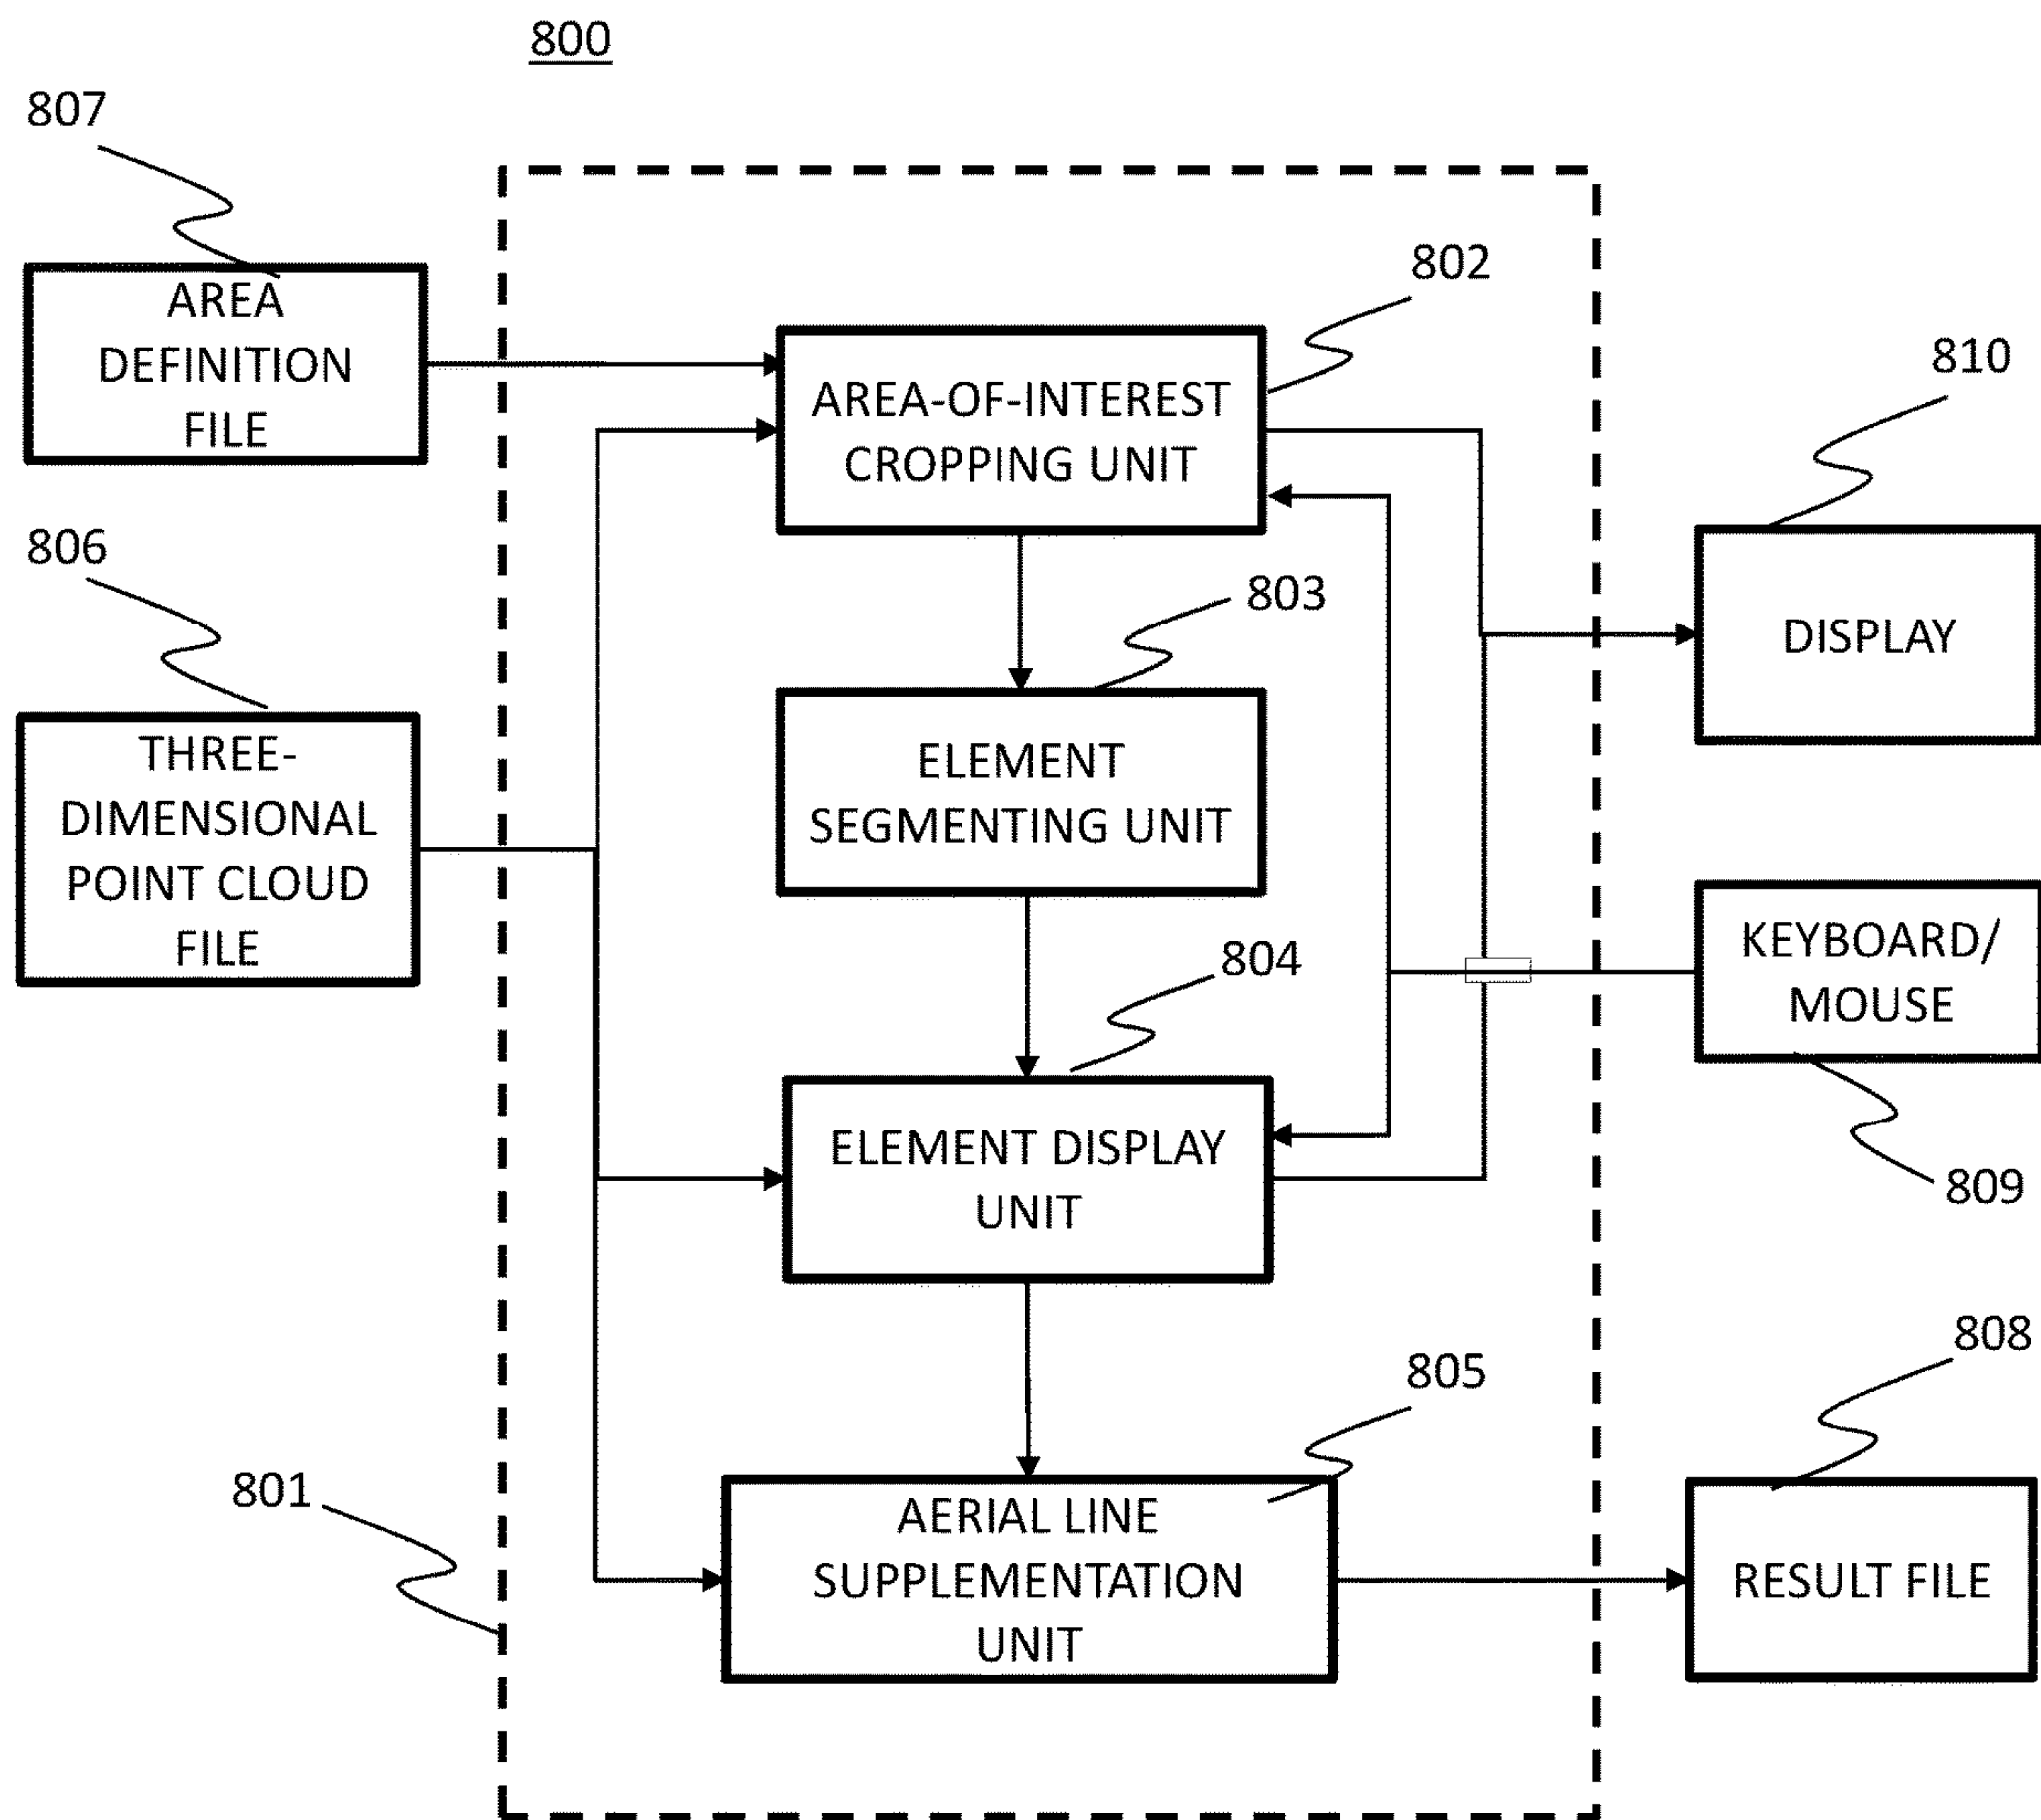 800
807
AREA
DEFINITION
FILE
802
AREA-OF-INTEREST
CROPPING UNIT
810
DISPLAY
806
THREE-
DIMENSIONAL
POINT CLOUD
FILE
803
ELEMENT
SEGMENTING UNIT
KEYBOARD/
MOUSE
809
804
ELEMENT DISPLAY
UNIT
808
RESULT FILE
805
AERIAL LINE
SUPPLEMENTATION
UNIT
801